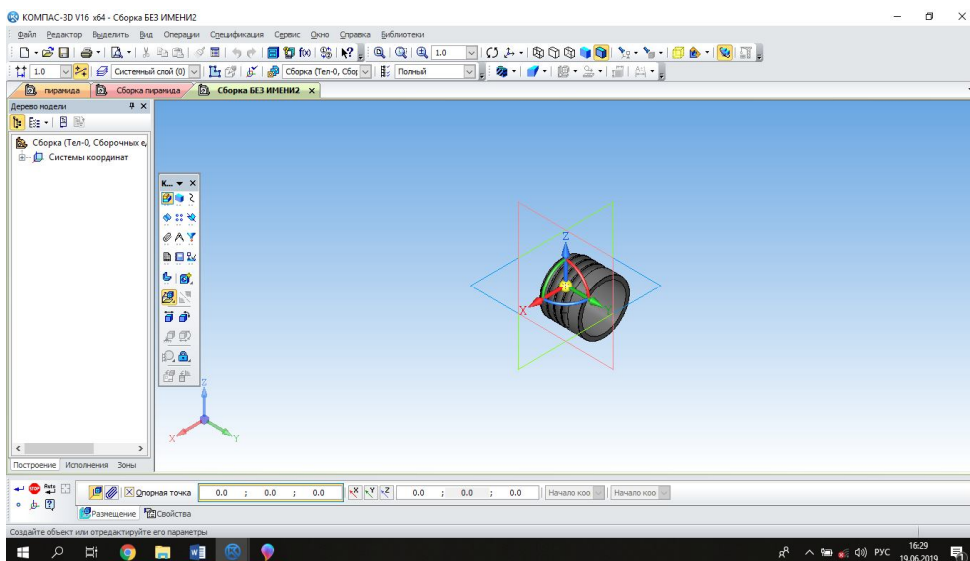 КОМПАС-3D V16 x64 - Сборка БЕЗ ИМЕНИ2
Файл Редактор Выделить Вид Операции Спецификация Сервис Окно Справка Библиотеки
f(x) 1.0
1.0 Системный слой (0) Сборка (Тел-0, Сбор Полный
пирамида Сборка пирамида Сборка БЕЗ ИМЕНИ2
Дерево модели
Сборка (Тел-0, Сборочных е
Системы координат
К...
Z
X
Z
X Y
Построение Исполнения Зоны
STOP Auto Опорная точка 0.0 ; 0.0 ; 0.0 X Y Z 0.0 ; 0.0 ; 0.0 Начало коо Начало коо
Размещение Свойства
Создайте объект или отредактируйте его параметры
РУС 16:29
19.06.2019